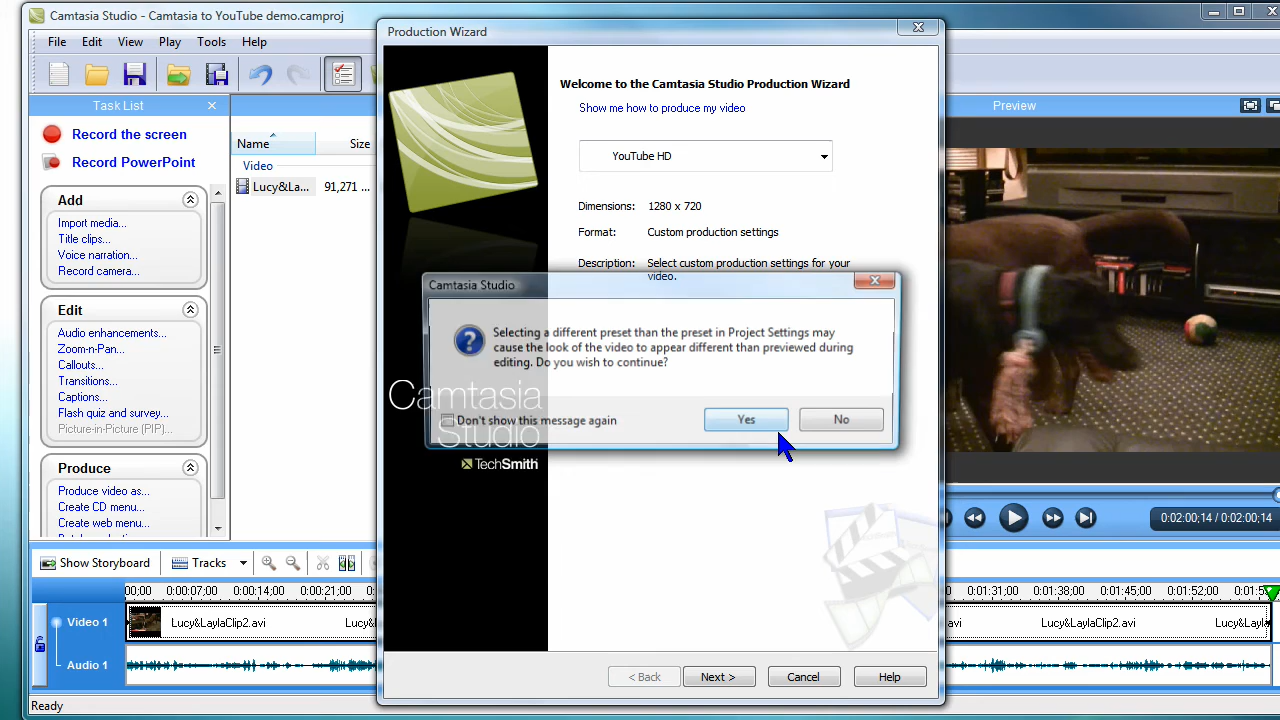 Camtasia Studio - Camtasia to YouTube demo.camproj
File Edit View Play Tools Help
Task List
Record the screen
Record PowerPoint
Add
Import media...
Title clips...
Voice narration...
Record camera...
Edit
Audio enhancements...
Zoom-n-Pan...
Callouts...
Transitions...
Captions...
Flash quiz and survey...
Picture-in-Picture (PIP)...
Produce
Produce video as...
Create CD menu...
Create web menu...
Name Size
Video
Lucy&La... 91,271 ...
Production Wizard
Welcome to the Camtasia Studio Production Wizard
Show me how to produce my video
YouTube HD
Dimensions: 1280 x 720
Format: Custom production settings
Description: Select custom production settings for your
video.
Camtasia Studio
Selecting a different preset than the preset in Project Settings may
cause the look of the video to appear different than previewed during
editing. Do you wish to continue?
Don't show this message again
Yes No
Camtasia
Studio
TechSmith
< Back Next > Cancel Help
Preview
0:02:00;14 / 0:02:00;14
Show Storyboard Tracks
00;00 0:00:07;00 0:00:14;00 0:00:21;00 0:01:31;00 0:01:38;00 0:01:45;00 0:01:52;00
Video 1 Lucy&LaylaClip2.avi Lucy&LaylaClip2.avi
Audio 1
Ready